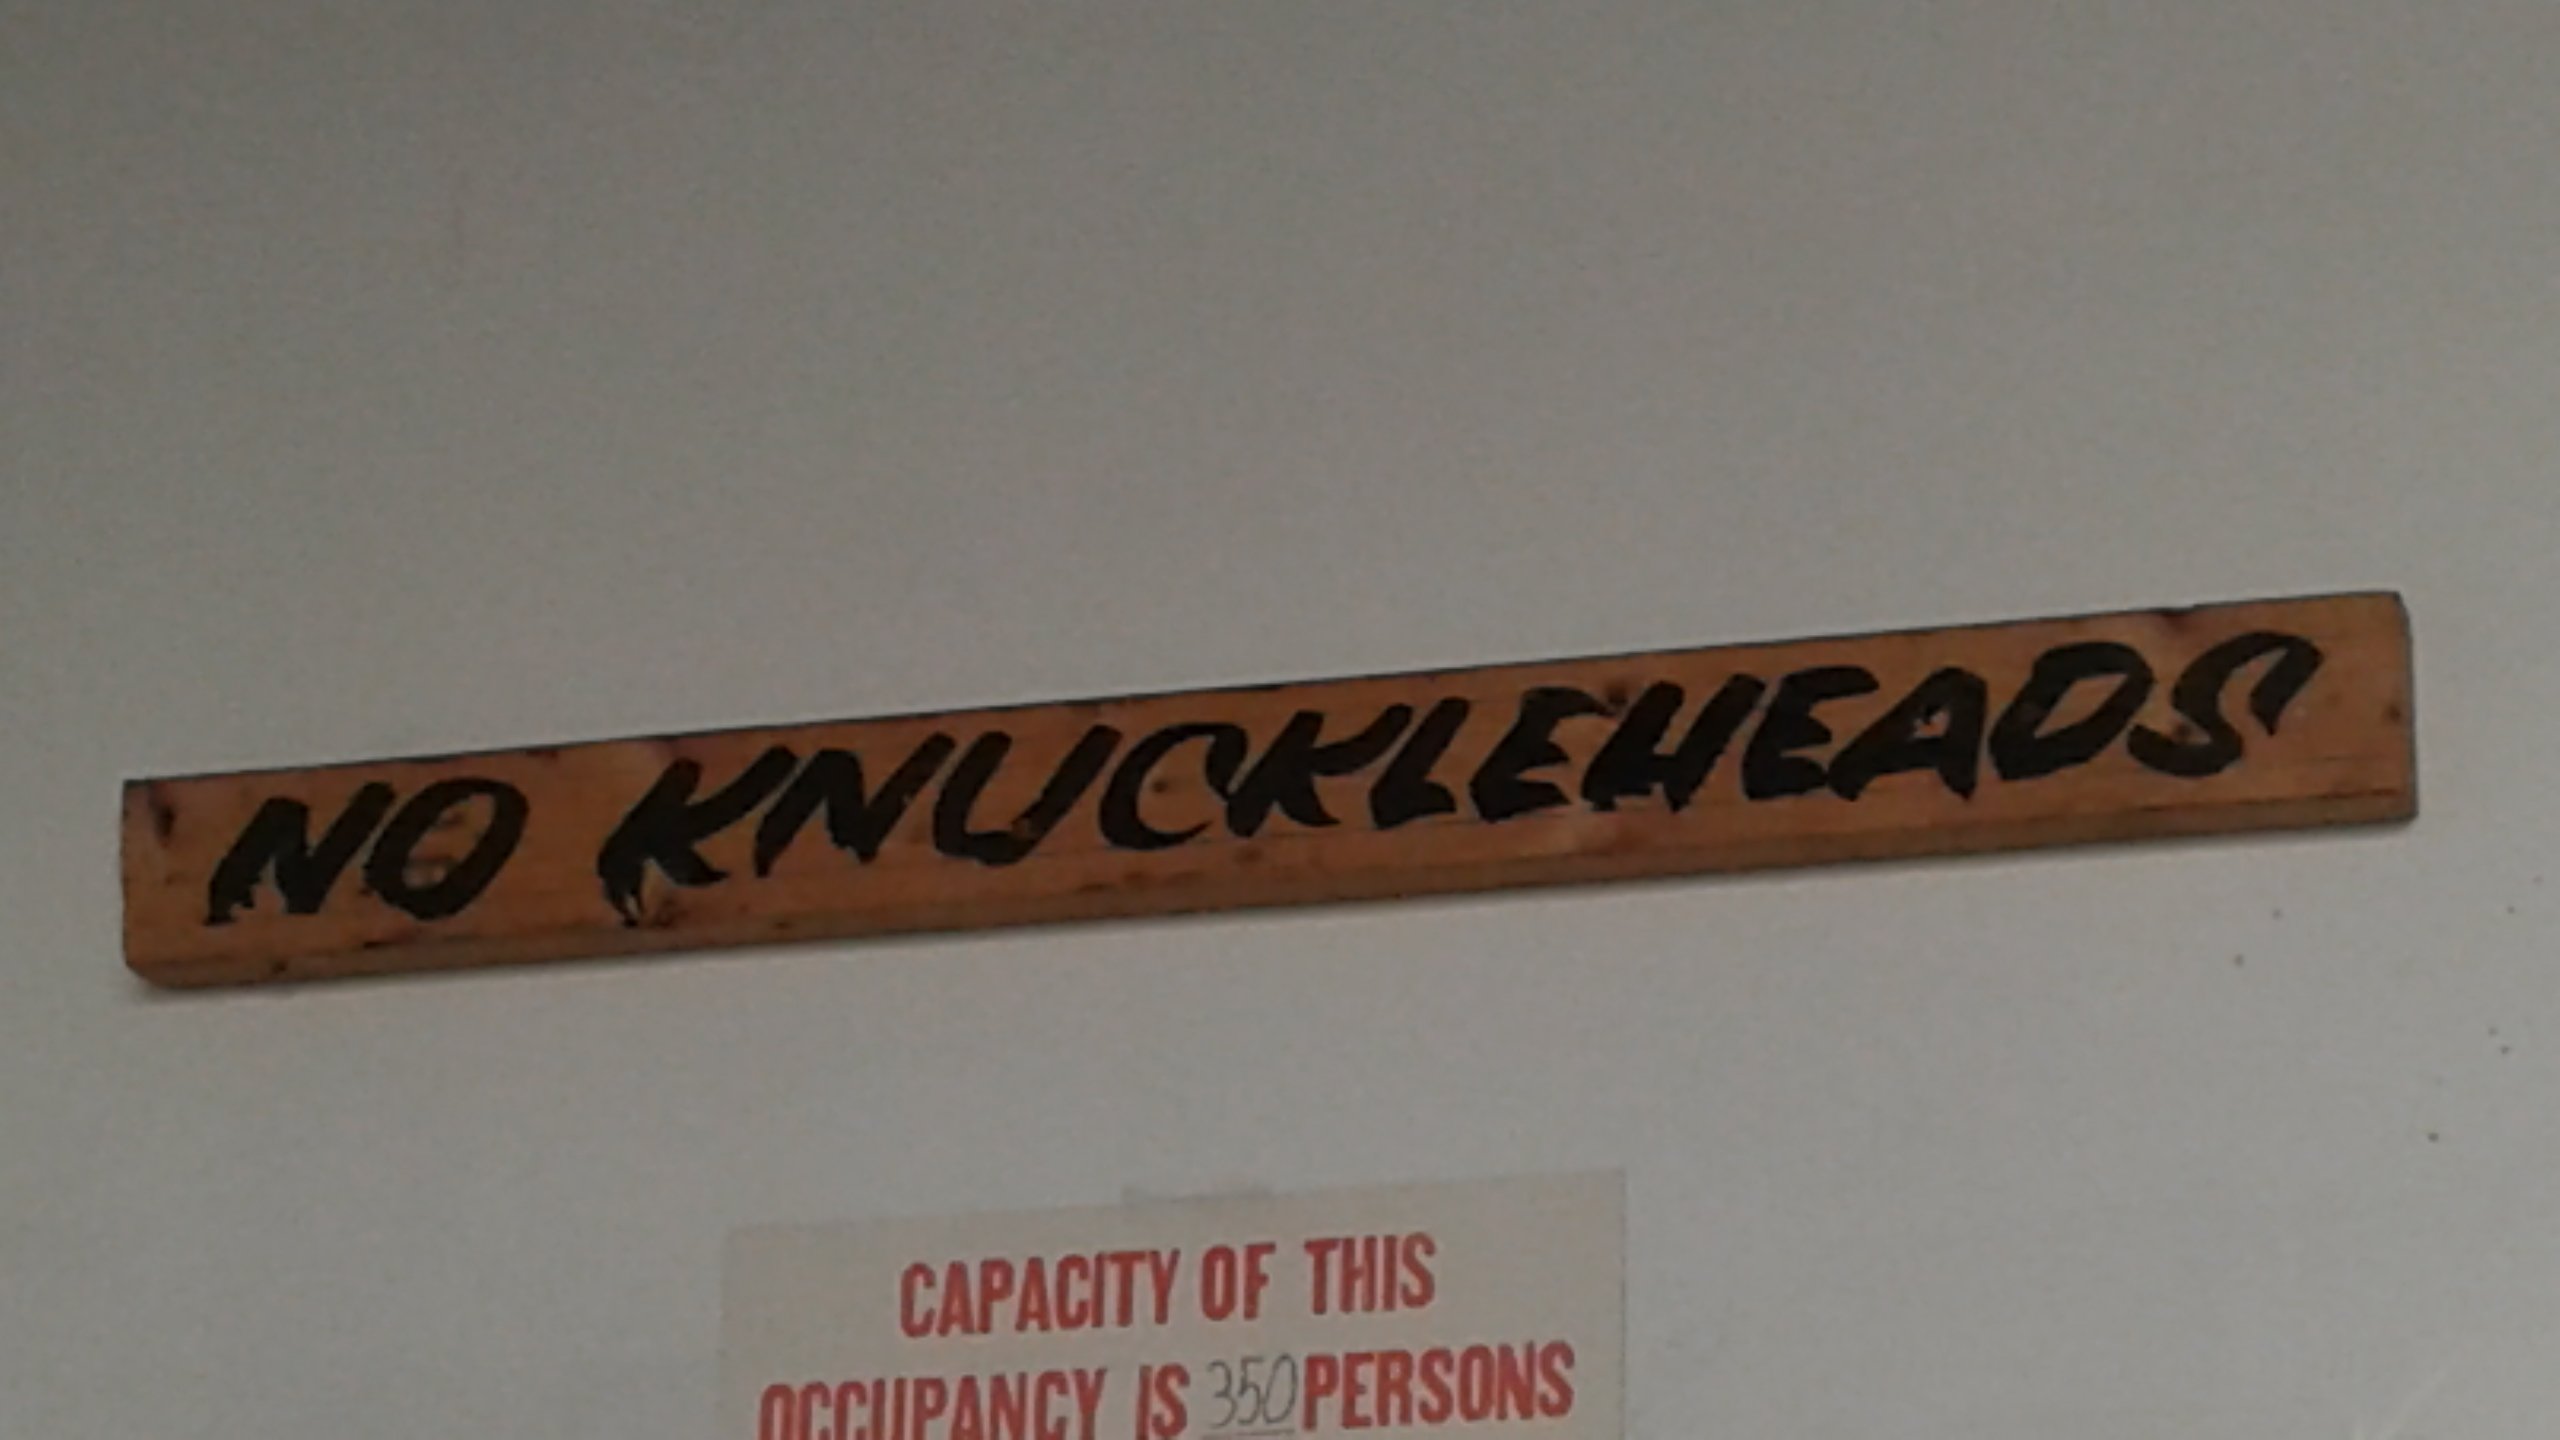 NO KNUCKLEHEADS
CAPACITY OF THIS
OCCUPANCY IS 350 PERSONS